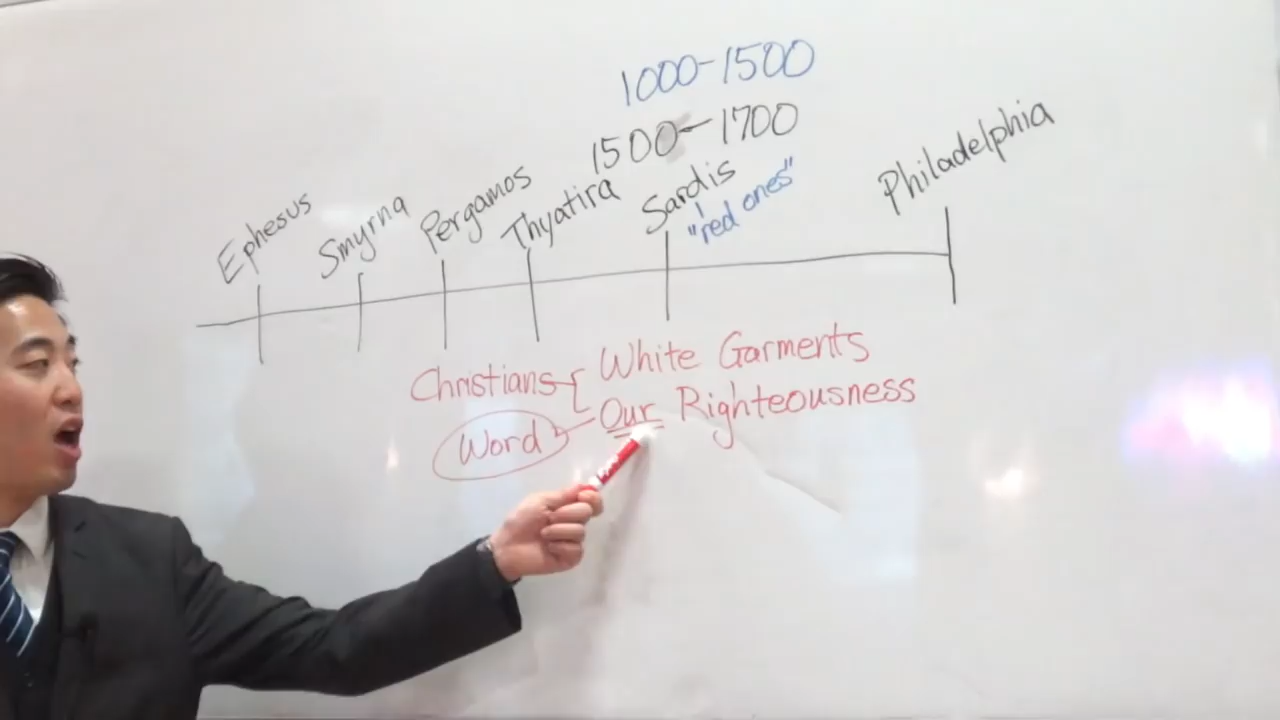 1000-1500
1500-1700
Ephesus Smyrna Pergamos Thyatira Sardis Philadelphia
"red ones"
Christians White Garments
Word Our Righteousness